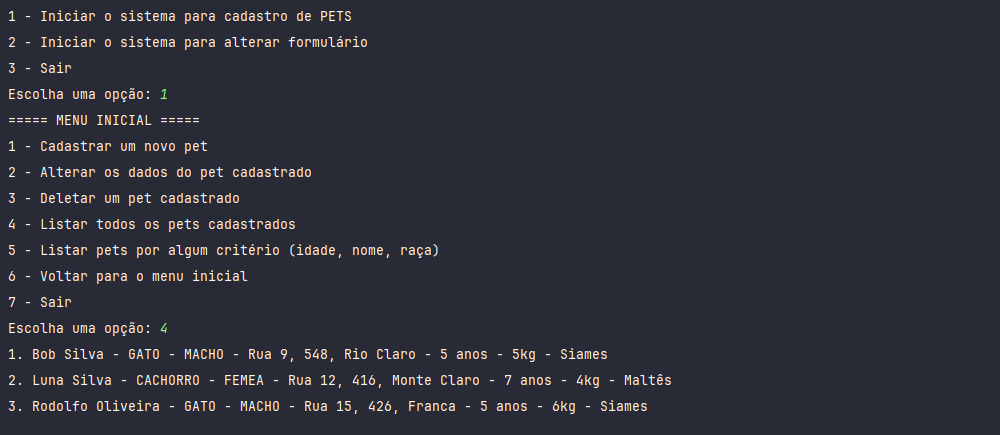 1 - Iniciar o sistema para cadastro de PETS
2 - Iniciar o sistema para alterar formulário
3 - Sair
Escolha uma opção: 1
===== MENU INICIAL =====
1 - Cadastrar um novo pet
2 - Alterar os dados do pet cadastrado
3 - Deletar um pet cadastrado
4 - Listar todos os pets cadastrados
5 - Listar pets por algum critério (idade, nome, raça)
6 - Voltar para o menu inicial
7 - Sair
Escolha uma opção: 4
1. Bob Silva - GATO - MACHO - Rua 9, 548, Rio Claro - 5 anos - 5kg - Siames
2. Luna Silva - CACHORRO - FEMEA - Rua 12, 416, Monte Claro - 7 anos - 4kg - Maltês
3. Rodolfo Oliveira - GATO - MACHO - Rua 15, 426, Franca - 5 anos - 6kg - Siames